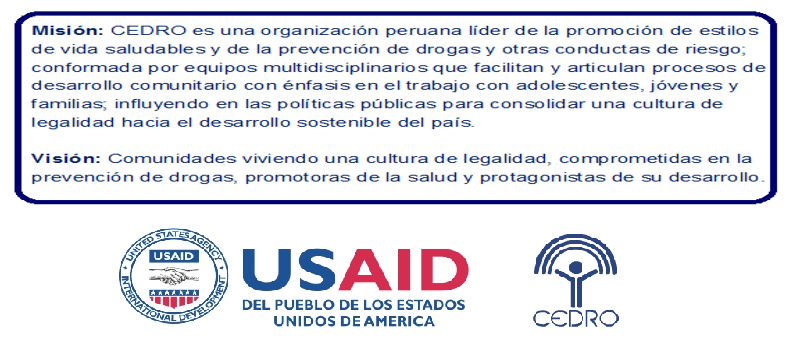 Misión: CEDRO es una organización peruana líder de la promoción de estilos
de vida saludables y de la prevención de drogas y otras conductas de riesgo;
conformada por equipos multidisciplinarios que facilitan y articulan procesos de
desarrollo comunitario con énfasis en el trabajo con adolescentes, jóvenes y
familias; influyendo en las políticas públicas para consolidar una cultura de
legalidad hacia el desarrollo sostenible del país.
Visión: Comunidades viviendo una cultura de legalidad, comprometidas en la
prevención de drogas, promotoras de la salud y protagonistas de su desarrollo.
UNITED STATES AGENCY
USAID
INTERNATIONAL DEVELOPMENT
USAID
DEL PUEBLO DE LOS ESTADOS
UNIDOS DE AMERICA
CEDRO